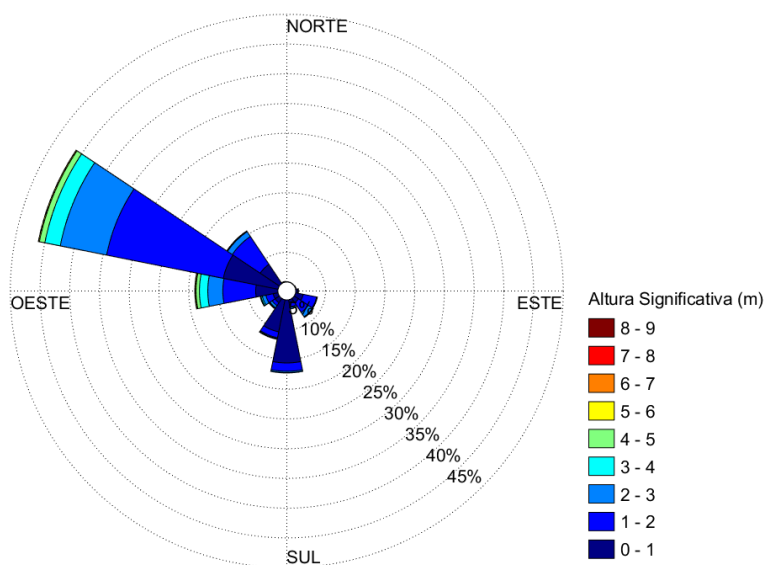 NORTE
OESTE
ESTE
SUL
10%
15%
20%
25%
30%
35%
40%
45%
Altura Significativa (m)
8 - 9
7 - 8
6 - 7
5 - 6
4 - 5
3 - 4
2 - 3
1 - 2
0 - 1